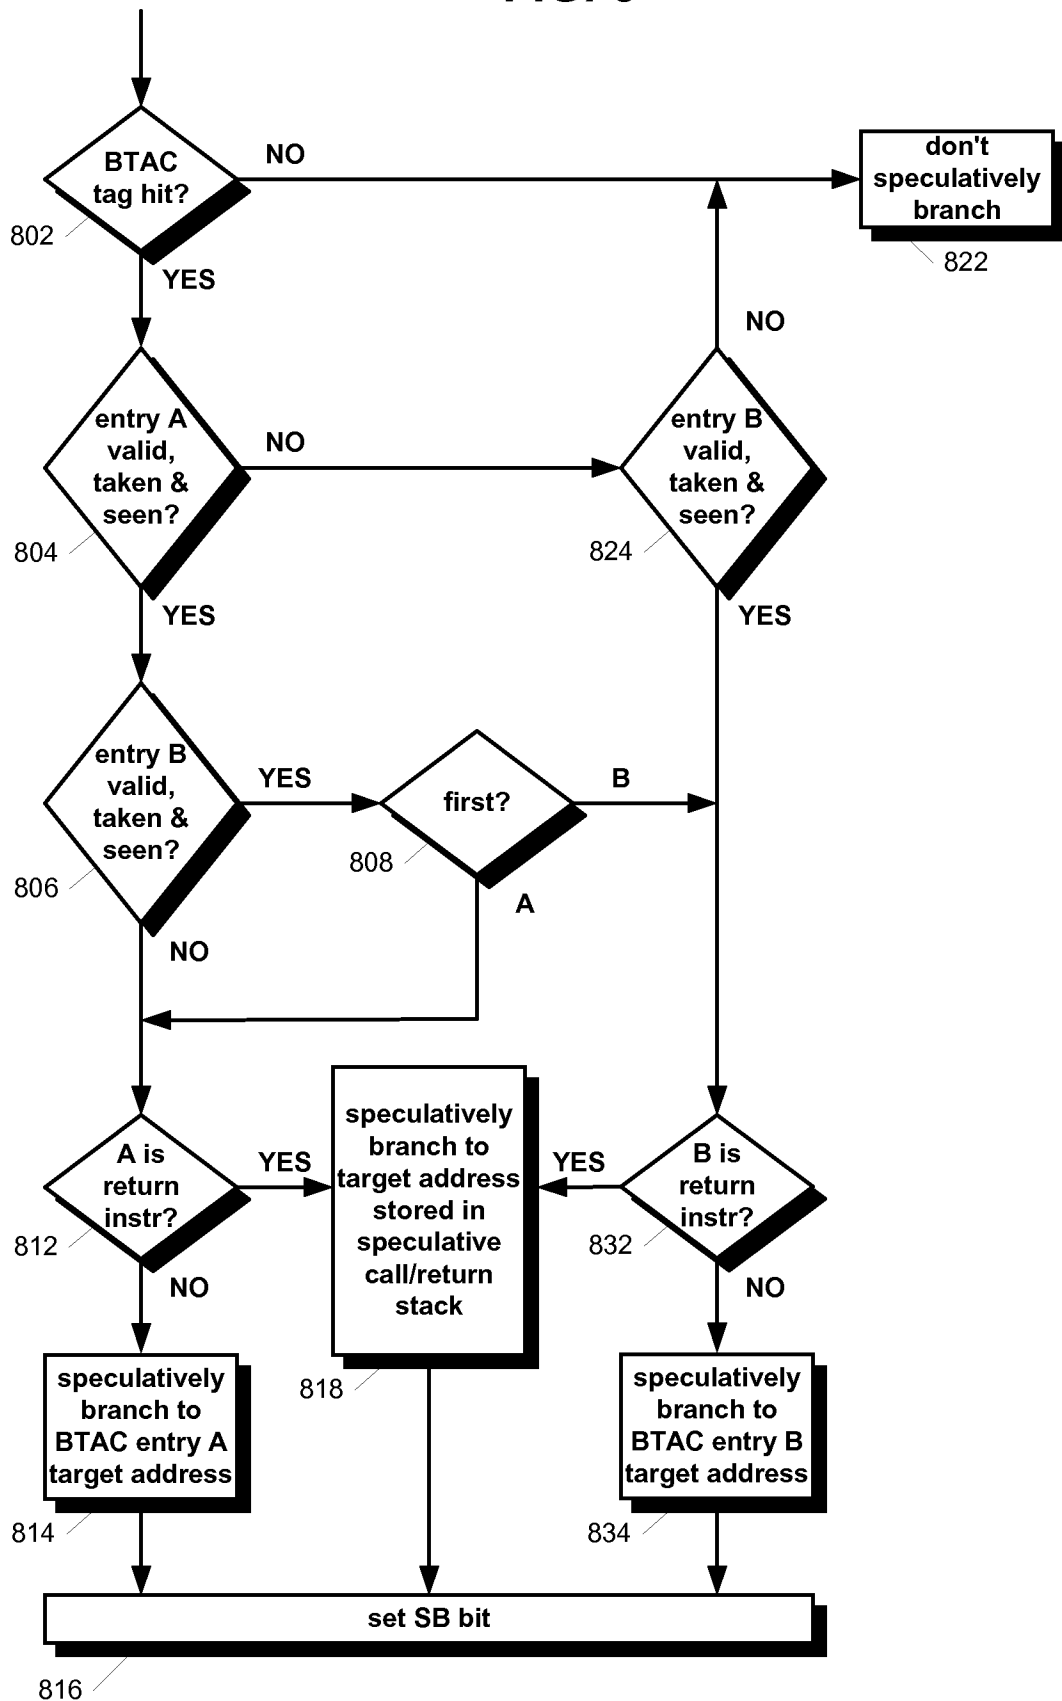 BTAC
tag hit?
NO
don't
speculatively
branch
802
822
YES
NO
entry A
valid,
taken &
seen?
NO
entry B
valid,
taken &
seen?
804
824
YES
YES
entry B
valid,
taken &
seen?
YES
first?
B
806
808
A
NO
speculatively
branch to
target address
stored in
speculative
call/return
stack
A is
return
instr?
YES
YES
B is
return
instr?
812
832
NO
NO
818
speculatively
branch to
BTAC entry A
target address
speculatively
branch to
BTAC entry B
target address
814
834
set SB bit
816